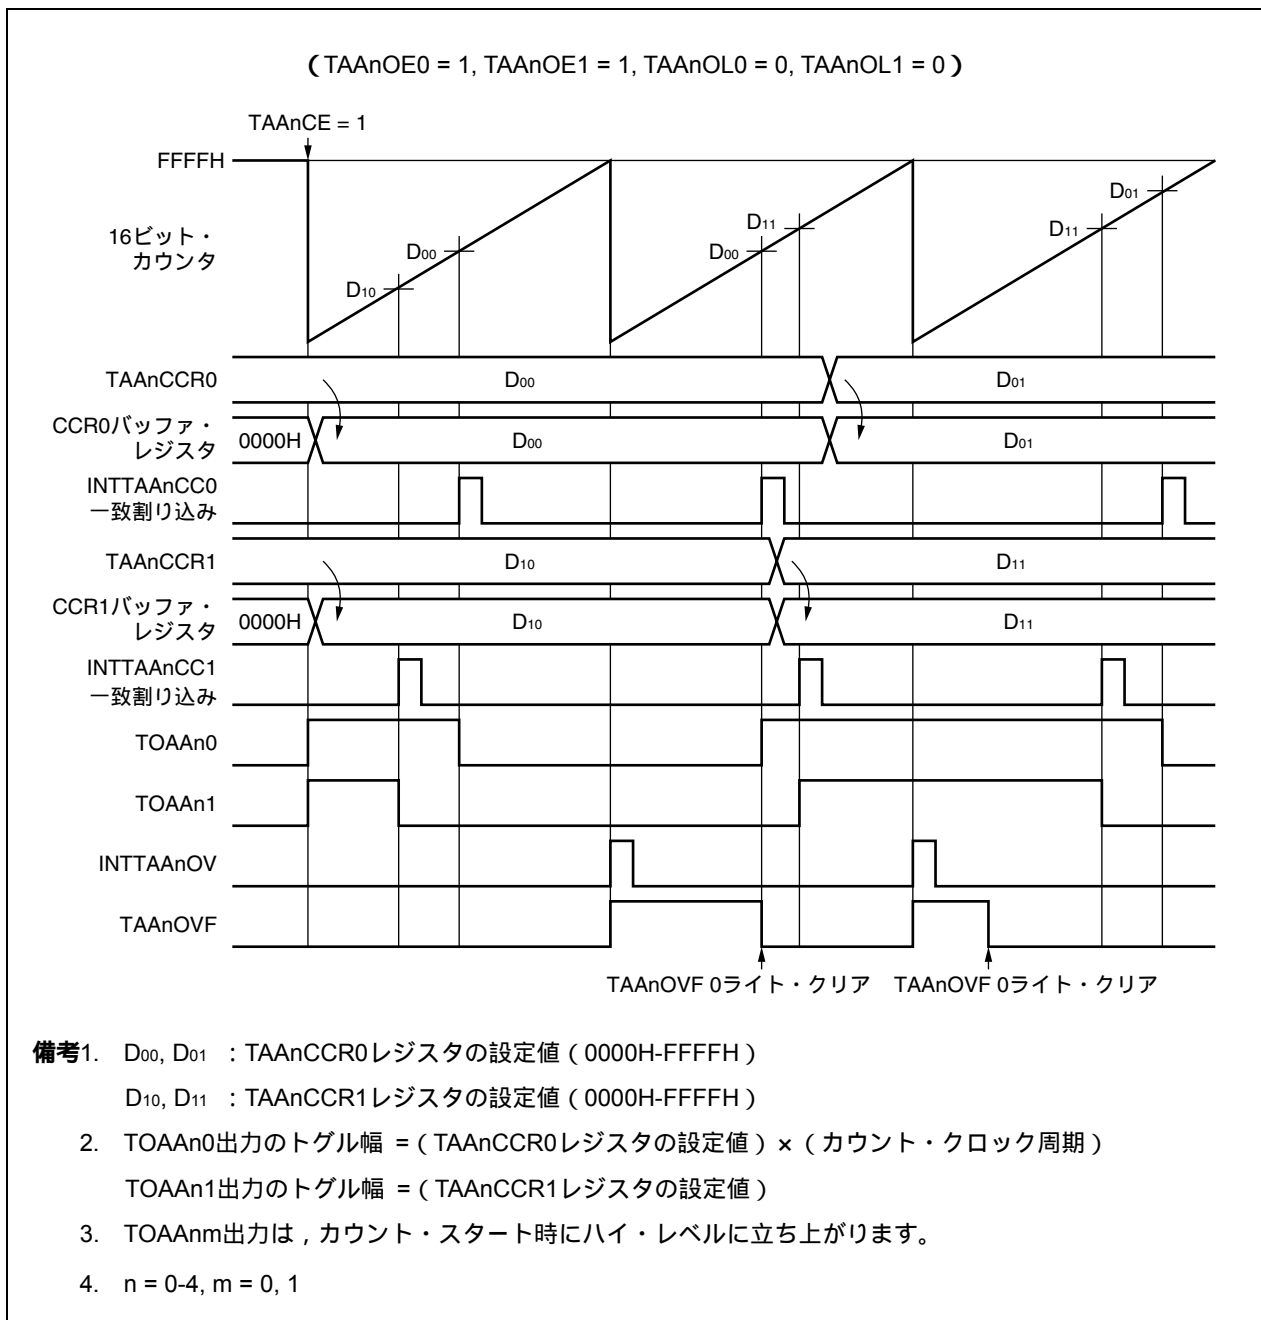 （TAAnOE0 = 1, TAAnOE1 = 1, TAAnOL0 = 0, TAAnOL1 = 0）
TAAnCE = 1
FFFFH
16ビット・
カウンタ
D10
D00
D00
D11
D11
D01
TAAnCCR0
D00
D01
CCR0バッファ・
レジスタ
0000H
D00
D01
INTTAAnCC0
一致割り込み
TAAnCCR1
D10
D11
CCR1バッファ・
レジスタ
0000H
D10
D11
INTTAAnCC1
一致割り込み
TOAAn0
TOAAn1
INTTAAnOV
TAAnOVF
TAAnOVF 0ライト・クリア TAAnOVF 0ライト・クリア
備考1. D00, D01 ：TAAnCCR0レジスタの設定値（0000H-FFFFH）
D10, D11 ：TAAnCCR1レジスタの設定値（0000H-FFFFH）
2. TOAAn0出力のトグル幅 =（TAAnCCR0レジスタの設定値）×（カウント・クロック周期）
TOAAn1出力のトグル幅 =（TAAnCCR1レジスタの設定値）
3. TOAAnm出力は，カウント・スタート時にハイ・レベルに立ち上がります。
4. n = 0-4, m = 0, 1